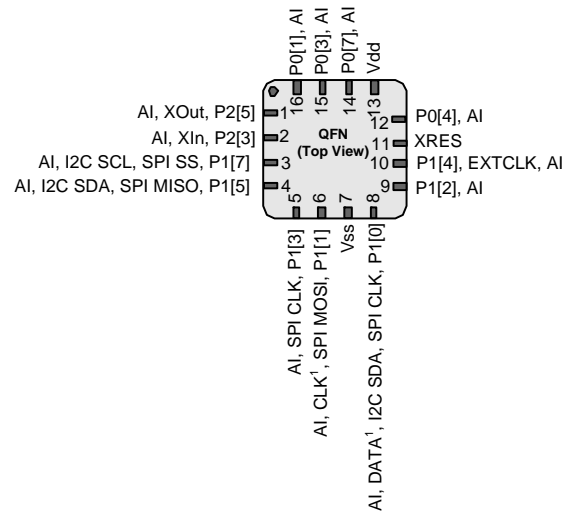 P0[1], AI
P0[3], AI
P0[7], AI
Vdd
16
15
14
13
AI, XOut, P2[5]
1
AI, XIn, P2[3]
2
AI, I2C SCL, SPI SS, P1[7]
3
AI, I2C SDA, SPI MISO, P1[5]
4
QFN
(Top View)
12
P0[4], AI
11
XRES
10
P1[4], EXTCLK, AI
9
P1[2], AI
5
6
7
8
AI, SPI CLK, P1[3]
AI, CLK¹, SPI MOSI, P1[1]
Vss
AI, DATA¹, I2C SDA, SPI CLK, P1[0]